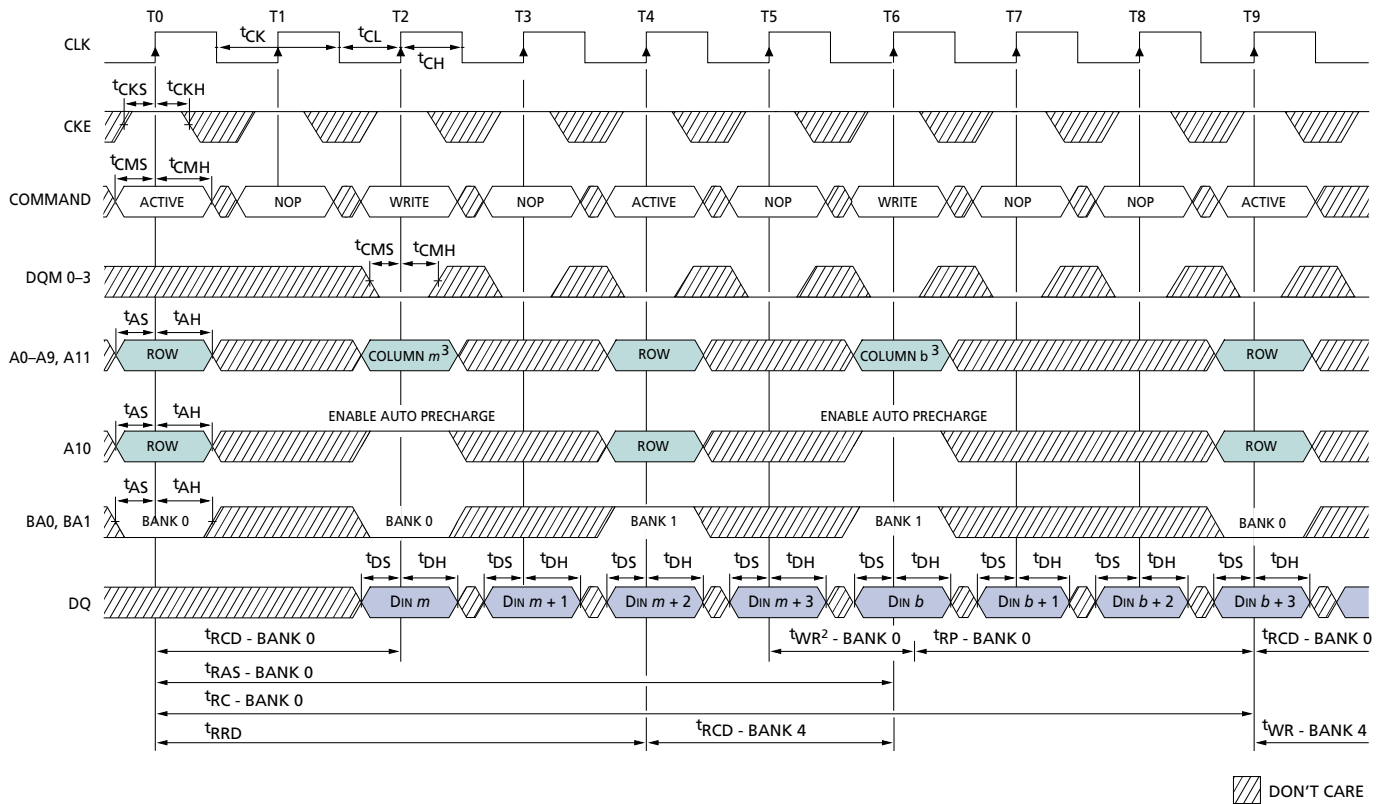 T0 T1 T2 T3 T4 T5 T6 T7 T8 T9
CLK tCK tCL tCH
tCKS tCKH
CKE
tCMS tCMH
COMMAND ACTIVE NOP WRITE NOP ACTIVE NOP WRITE NOP NOP ACTIVE
tCMS tCMH
DQM 0–3
tAS tAH
A0–A9, A11 ROW COLUMN m3 ROW COLUMN b 3 ROW
tAS tAH ENABLE AUTO PRECHARGE ENABLE AUTO PRECHARGE
A10 ROW ROW ROW
tAS tAH
BA0, BA1 BANK 0 BANK 0 BANK 1 BANK 1 BANK 0
tDS tDH tDS tDH tDS tDH tDS tDH tDS tDH tDS tDH tDS tDH tDS tDH
DQ DIN m DIN m + 1 DIN m + 2 DIN m + 3 DIN b DIN b + 1 DIN b + 2 DIN b + 3
tRCD - BANK 0 tWR2 - BANK 0 tRP - BANK 0 tRCD - BANK 0
tRAS - BANK 0
tRC - BANK 0
tRRD tRCD - BANK 4 tWR - BANK 4
DON'T CARE